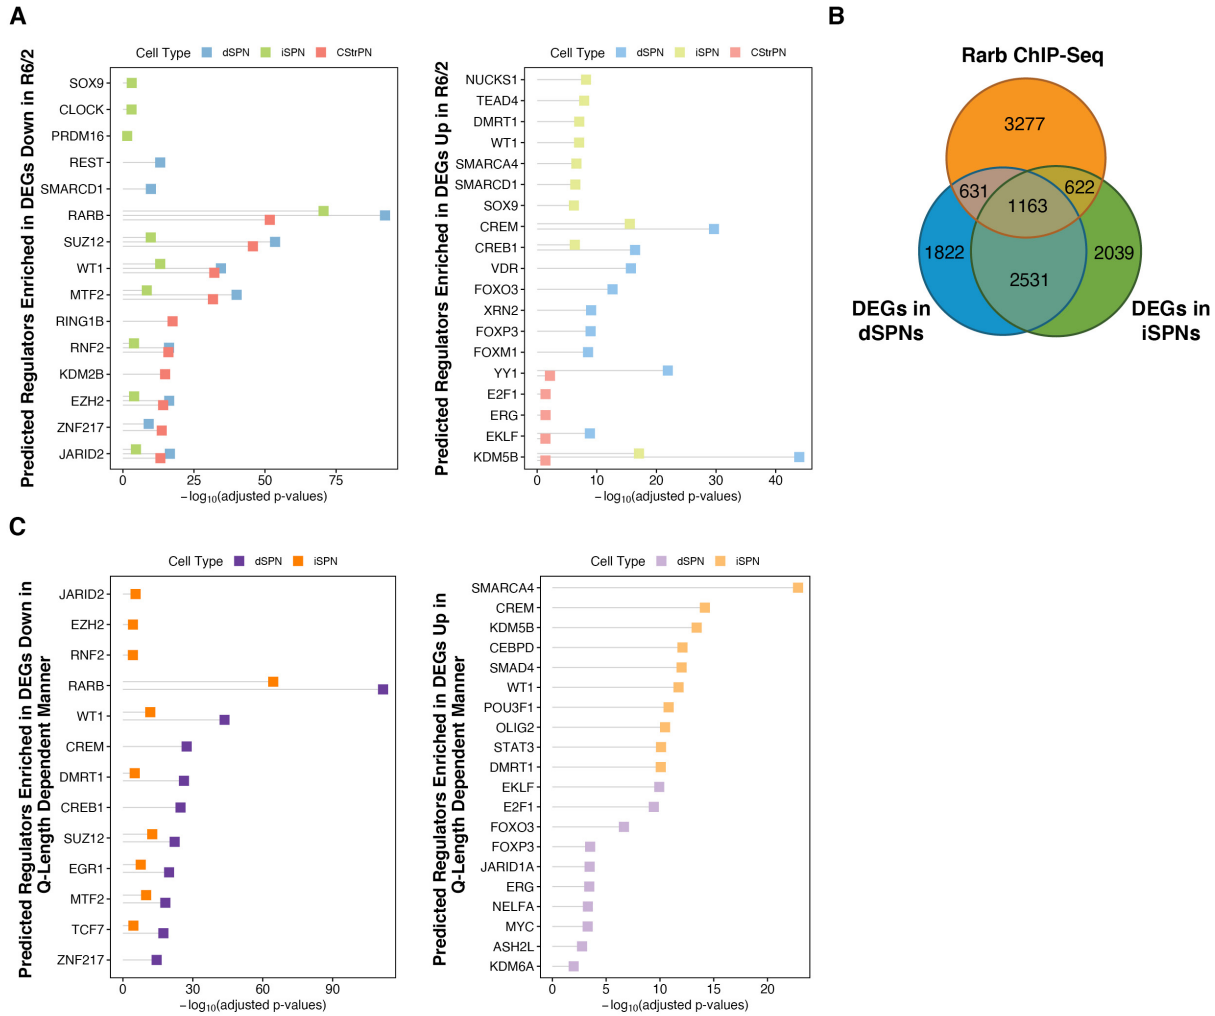 A
Predicted Regulators Enriched in DEGs Down in R6/2
Cell Type dSPN iSPN CStrPN
SOX9
CLOCK
PRDM16
REST
SMARCD1
RARB
SUZ12
WT1
MTF2
RING1B
RNF2
KDM2B
EZH2
ZNF217
JARID2
0 25 50 75
−log10(adjusted p-values)
Predicted Regulators Enriched in DEGs Up in R6/2
Cell Type dSPN iSPN CStrPN
NUCKS1
TEAD4
DMRT1
WT1
SMARCA4
SMARCD1
SOX9
CREM
CREB1
VDR
FOXO3
XRN2
FOXP3
FOXM1
YY1
E2F1
ERG
EKLF
KDM5B
0 10 20 30 40
−log10(adjusted p-values)
B
Rarb ChIP-Seq
3277
631 622
1163
1822 2039
2531
DEGs in
dSPNs
DEGs in
iSPNs
C
Predicted Regulators Enriched in DEGs Down in
Q-Length Dependent Manner
Cell Type dSPN iSPN
JARID2
EZH2
RNF2
RARB
WT1
CREM
DMRT1
CREB1
SUZ12
EGR1
MTF2
TCF7
ZNF217
0 30 60 90
−log10(adjusted p-values)
Predicted Regulators Enriched in DEGs Up in
Q-Length Dependent Manner
Cell Type dSPN iSPN
SMARCA4
CREM
KDM5B
CEBPD
SMAD4
WT1
POU3F1
OLIG2
STAT3
DMRT1
EKLF
E2F1
FOXO3
FOXP3
JARID1A
ERG
NELFA
MYC
ASH2L
KDM6A
0 5 10 15 20
−log10(adjusted p-values)